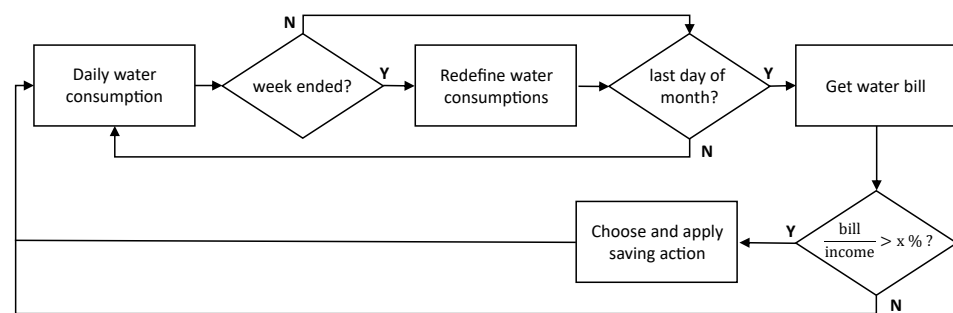 N
Daily water
consumption
week ended?
Y
Redefine water
consumptions
last day of
month?
Y
Get water bill
N
Choose and apply
saving action
Y
bill
income
> x % ?
N